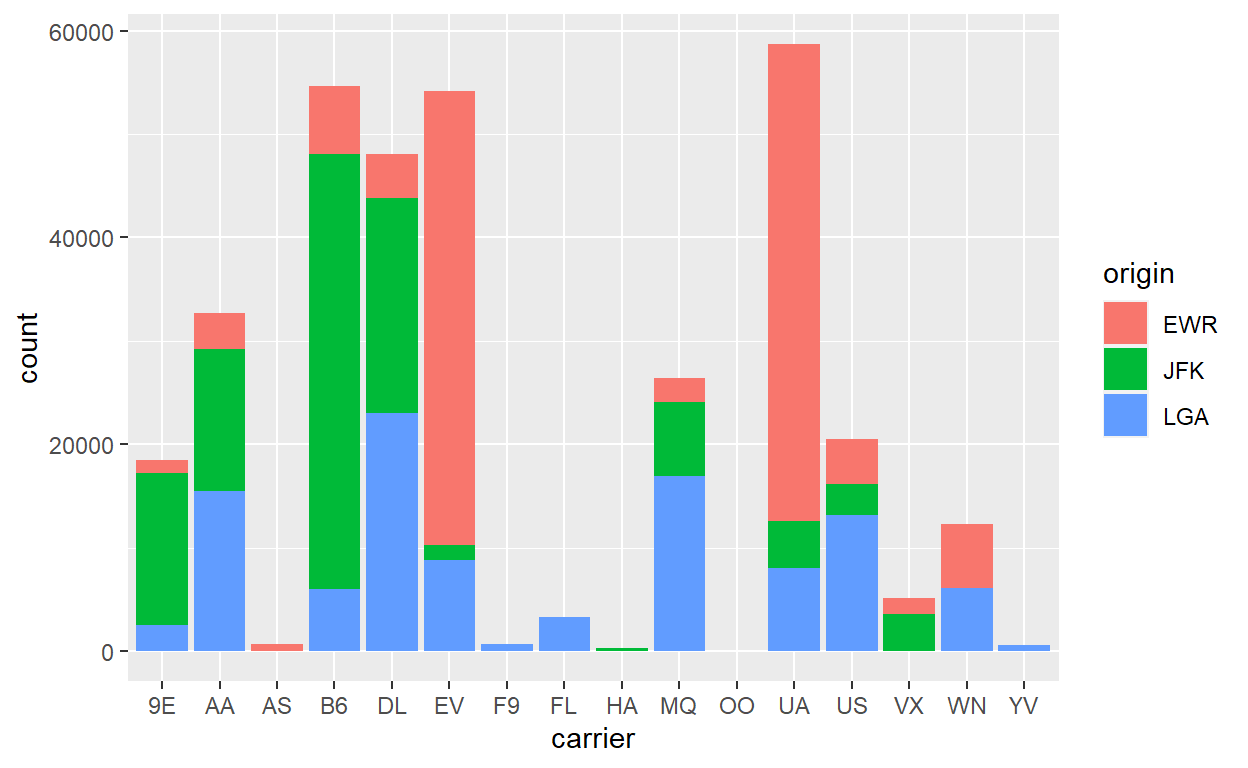 60000
40000
20000
0
count
9E AA AS B6 DL EV F9 FL HA MQ OO UA US VX WN YV
carrier
origin
EWR
JFK
LGA